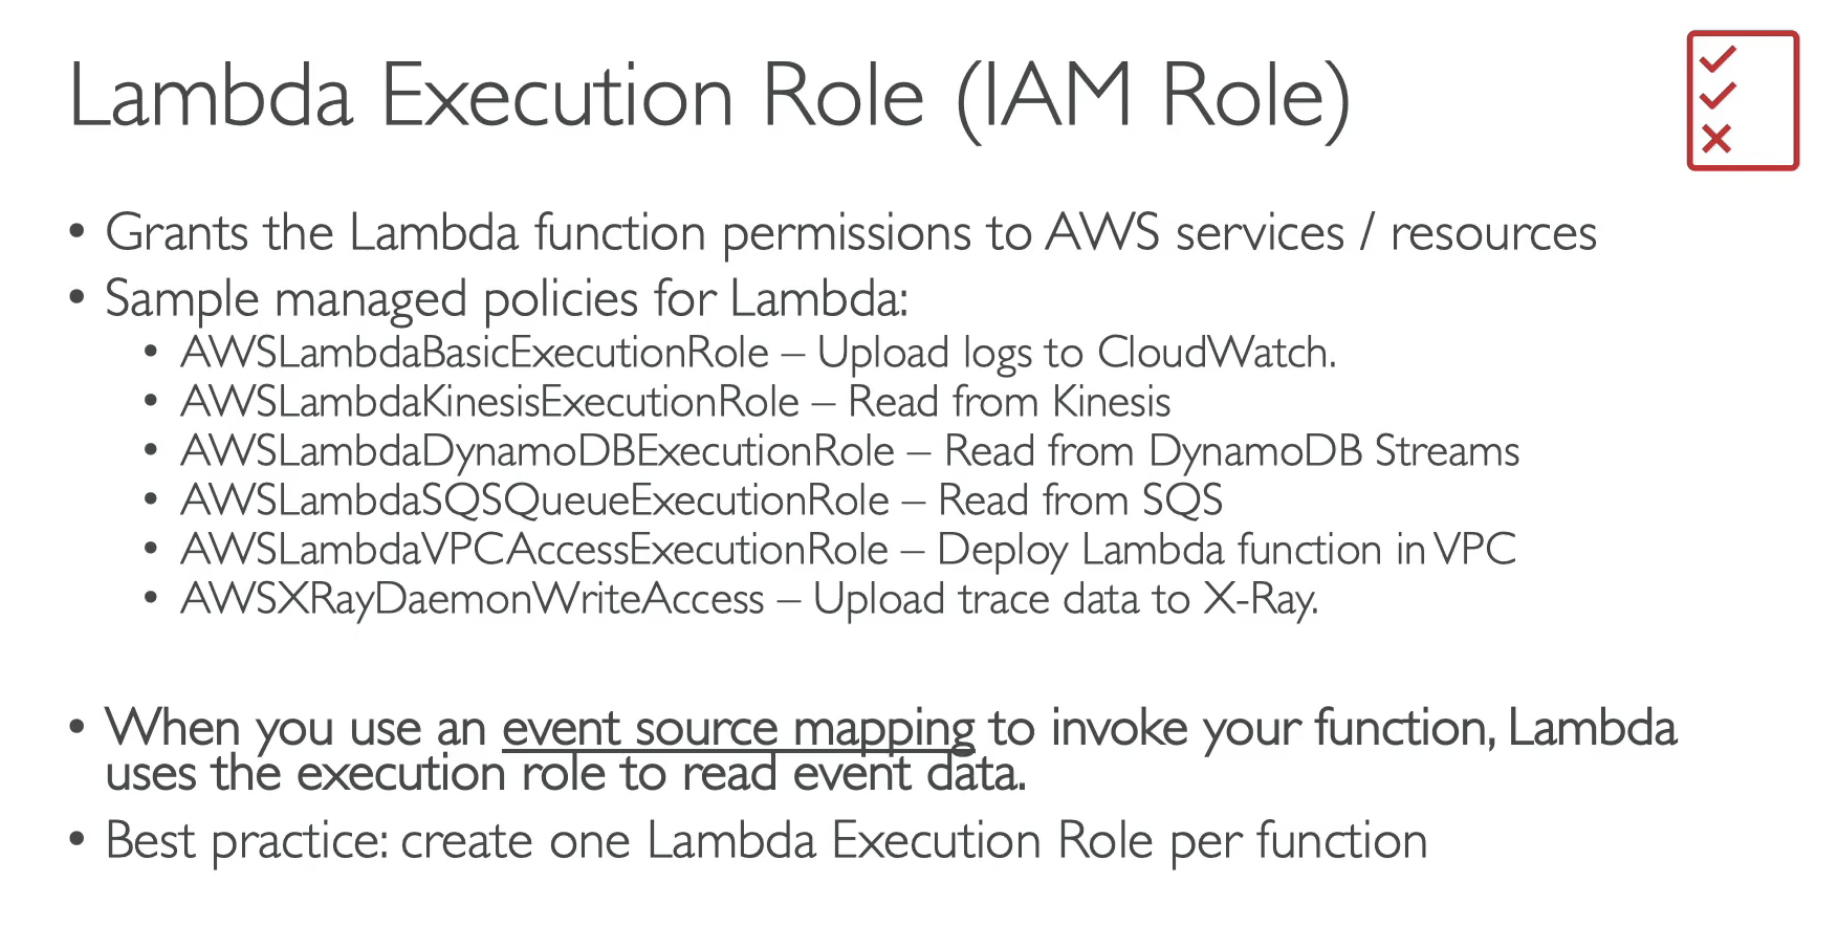 Lambda Execution Role (IAM Role)
• Grants the Lambda function permissions to AWS services / resources
• Sample managed policies for Lambda:
• AWSLambdaBasicExecutionRole – Upload logs to CloudWatch.
• AWSLambdaKinesisExecutionRole – Read from Kinesis
• AWSLambdaDynamoDBExecutionRole – Read from DynamoDB Streams
• AWSLambdaSQSQueueExecutionRole – Read from SQS
• AWSLambdaVPCAccessExecutionRole – Deploy Lambda function in VPC
• AWSXRayDaemonWriteAccess – Upload trace data to X-Ray.
• When you use an event source mapping to invoke your function, Lambda
uses the execution role to read event data.
• Best practice: create one Lambda Execution Role per function